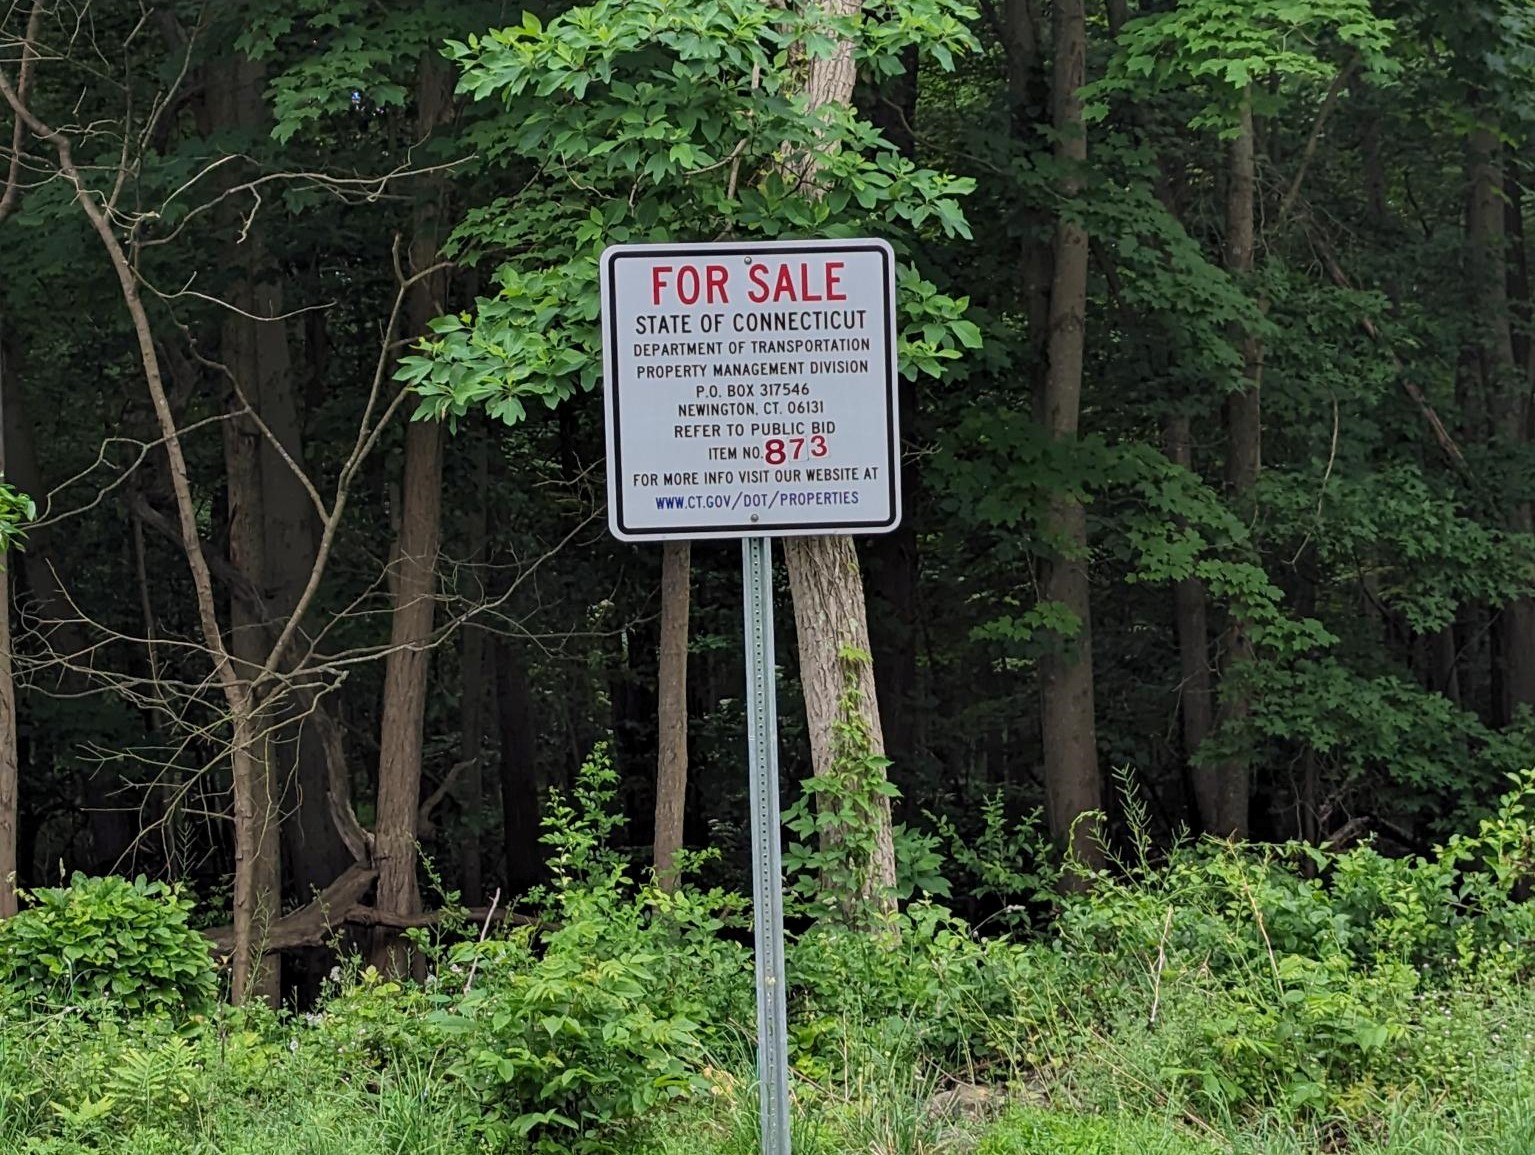 FOR SALE
STATE OF CONNECTICUT
DEPARTMENT OF TRANSPORTATION
PROPERTY MANAGEMENT DIVISION
P.O. BOX 317546
NEWINGTON, CT. 06131
REFER TO PUBLIC BID
ITEM NO. 873
FOR MORE INFO VISIT OUR WEBSITE AT
WWW.CT.GOV/DOT/PROPERTIES